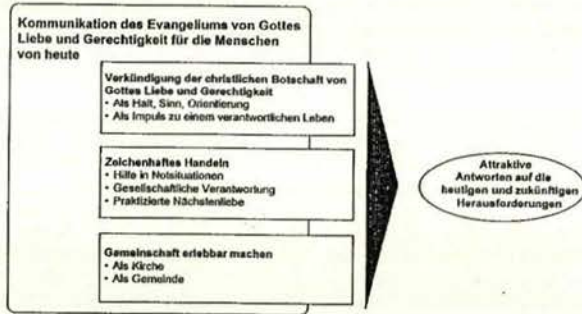 Kommunikation des Evangeliums von Gottes
Liebe und Gerechtigkeit für die Menschen
von heute
Verkündigung der christlichen Botschaft von
Gottes Liebe und Gerechtigkeit
• Als Halt, Sinn, Orientierung
• Als Impuls zu einem verantwortlichen Leben
Zeichenhaftes Handeln
• Hilfe in Notsituationen
• Gesellschaftliche Verantwortung
• Praktizierte Nächstenliebe
Gemeinschaft erlebbar machen
• Als Kirche
• Als Gemeinde
Attraktive
Antworten auf die
heutigen und zukünftigen
Herausforderungen